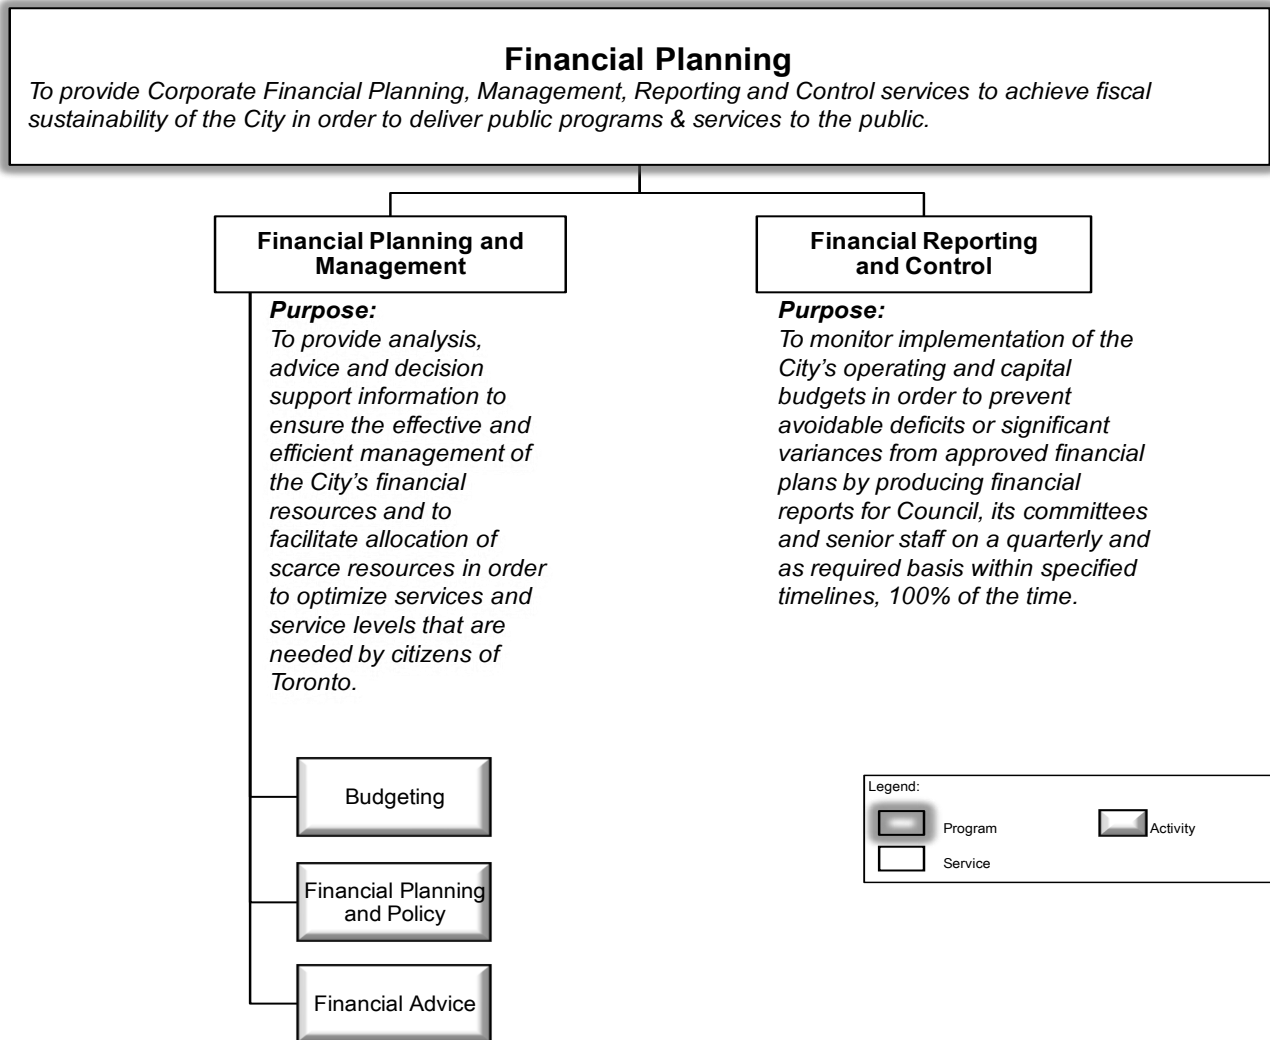 Financial Planning
To provide Corporate Financial Planning, Management, Reporting and Control services to achieve fiscal
sustainability of the City in order to deliver public programs & services to the public.
Financial Planning and
Management
Purpose:
To provide analysis,
advice and decision
support information to
ensure the effective and
efficient management of
the City's financial
resources and to
facilitate allocation of
scarce resources in order
to optimize services and
service levels that are
needed by citizens of
Toronto.
Financial Reporting
and Control
Purpose:
To monitor implementation of the
City's operating and capital
budgets in order to prevent
avoidable deficits or significant
variances from approved financial
plans by producing financial
reports for Council, its committees
and senior staff on a quarterly and
as required basis within specified
timelines, 100% of the time.
Budgeting
Financial Planning
and Policy
Financial Advice
Legend:
Program
Activity
Service